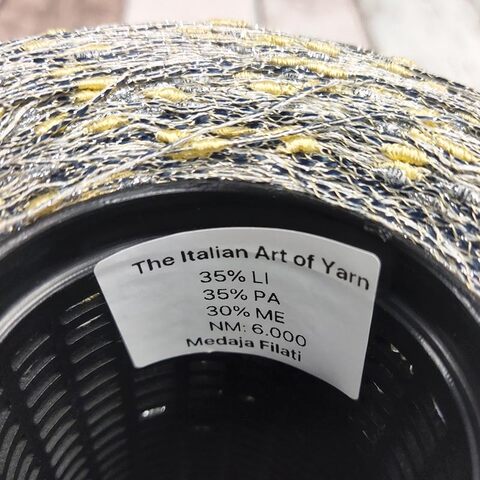 The Italian Art of Yarn
35% LI
35% PA
30% ME
NM: 6.000
Medaja Filati